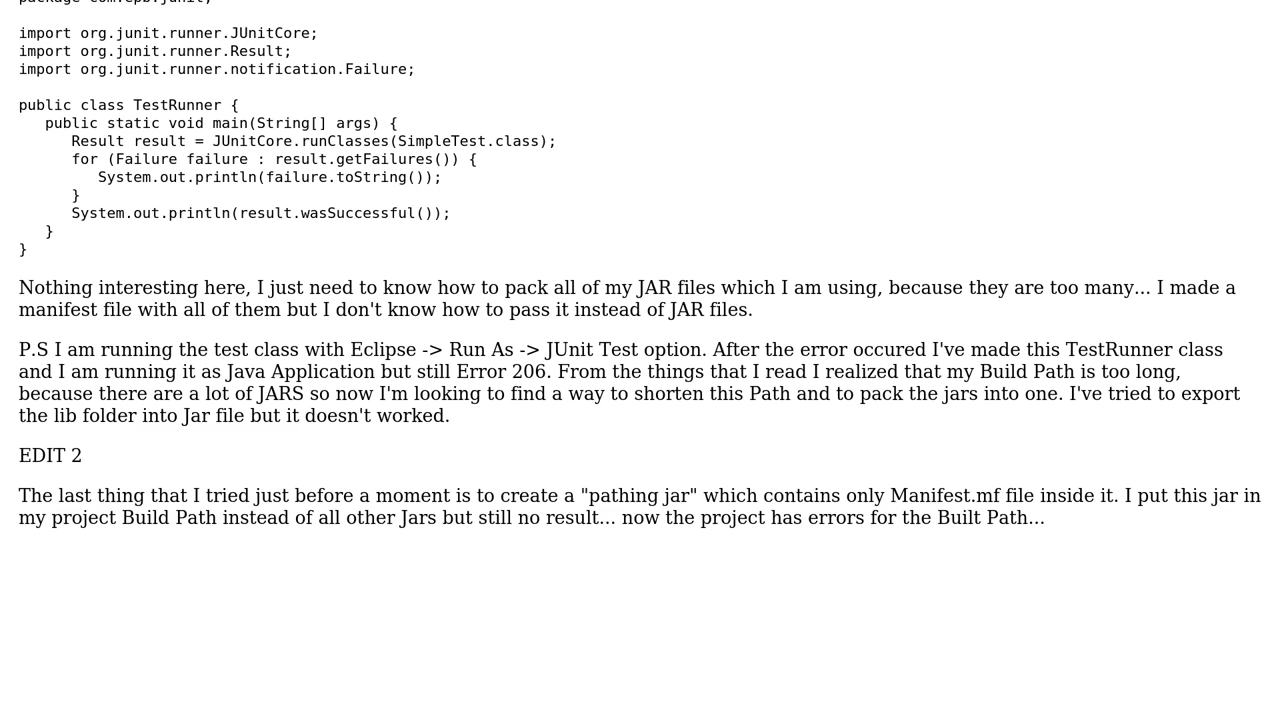 package com.cpb.junit;
import org.junit.runner.JUnitCore;
import org.junit.runner.Result;
import org.junit.runner.notification.Failure;
public class TestRunner {
   public static void main(String[] args) {
      Result result = JUnitCore.runClasses(SimpleTest.class);
      for (Failure failure : result.getFailures()) {
         System.out.println(failure.toString());
      }
      System.out.println(result.wasSuccessful());
   }
}
Nothing interesting here, I just need to know how to pack all of my JAR files which I am using, because they are too many... I made a
manifest file with all of them but I don't know how to pass it instead of JAR files.
P.S I am running the test class with Eclipse -> Run As -> JUnit Test option. After the error occured I've made this TestRunner class
and I am running it as Java Application but still Error 206. From the things that I read I realized that my Build Path is too long,
because there are a lot of JARS so now I'm looking to find a way to shorten this Path and to pack the jars into one. I've tried to export
the lib folder into Jar file but it doesn't worked.
EDIT 2
The last thing that I tried just before a moment is to create a "pathing jar" which contains only Manifest.mf file inside it. I put this jar in
my project Build Path instead of all other Jars but still no result... now the project has errors for the Built Path...